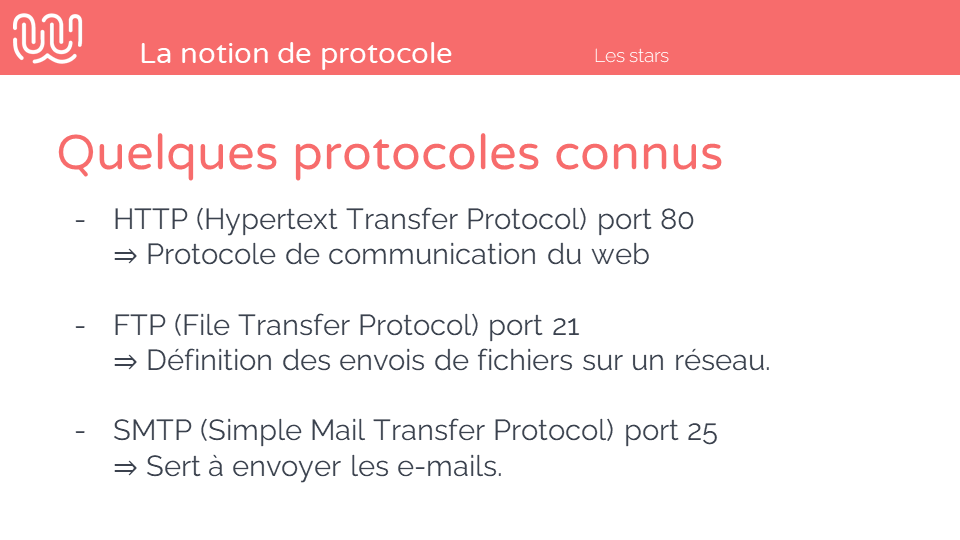 La notion de protocole
Les stars
Quelques protocoles connus
- HTTP (Hypertext Transfer Protocol) port 80
⇒ Protocole de communication du web
- FTP (File Transfer Protocol) port 21
⇒ Définition des envois de fichiers sur un réseau.
- SMTP (Simple Mail Transfer Protocol) port 25
⇒ Sert à envoyer les e-mails.